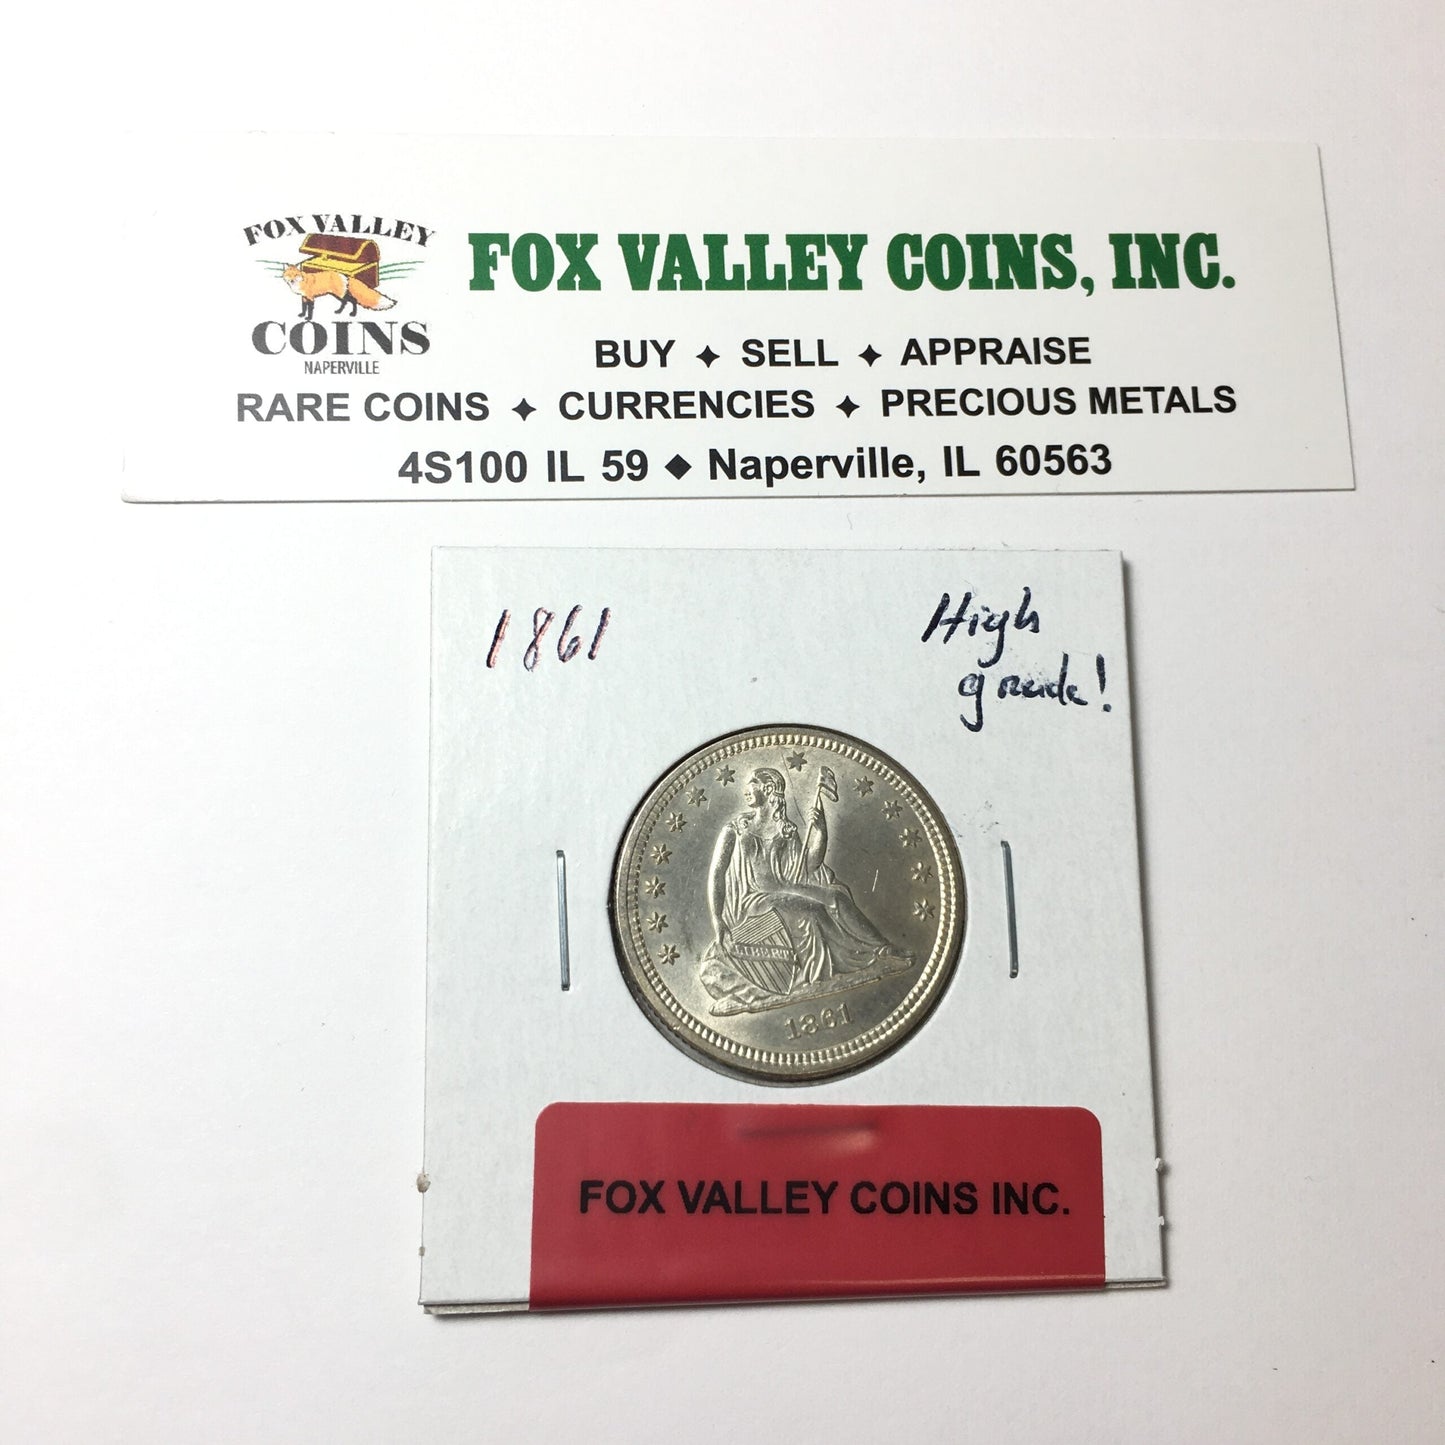 FOX VALLEY
COINS
NAPERVILLE
FOX VALLEY COINS, INC.
BUY ✦ SELL ✦ APPRAISE
RARE COINS ✦ CURRENCIES ✦ PRECIOUS METALS
4S100 IL 59 ◆ Naperville, IL 60563
1861
High
grade!
LIBERTY
1861
FOX VALLEY COINS INC.